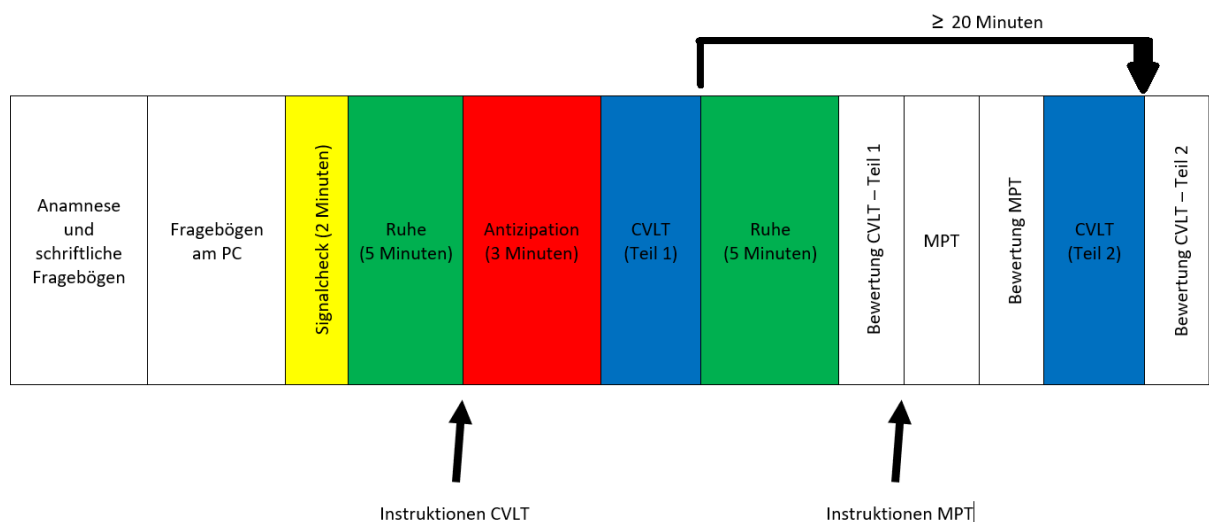 ≥ 20 Minuten
Anamnese
und
schriftliche
Fragebögen
Fragebögen
am PC
Signalcheck (2 Minuten)
Ruhe
(5 Minuten)
Antizipation
(3 Minuten)
CVLT
(Teil 1)
Ruhe
(5 Minuten)
Bewertung CVLT – Teil 1
MPT
Bewertung MPT
CVLT
(Teil 2)
Bewertung CVLT – Teil 2
Instruktionen CVLT
Instruktionen MPT